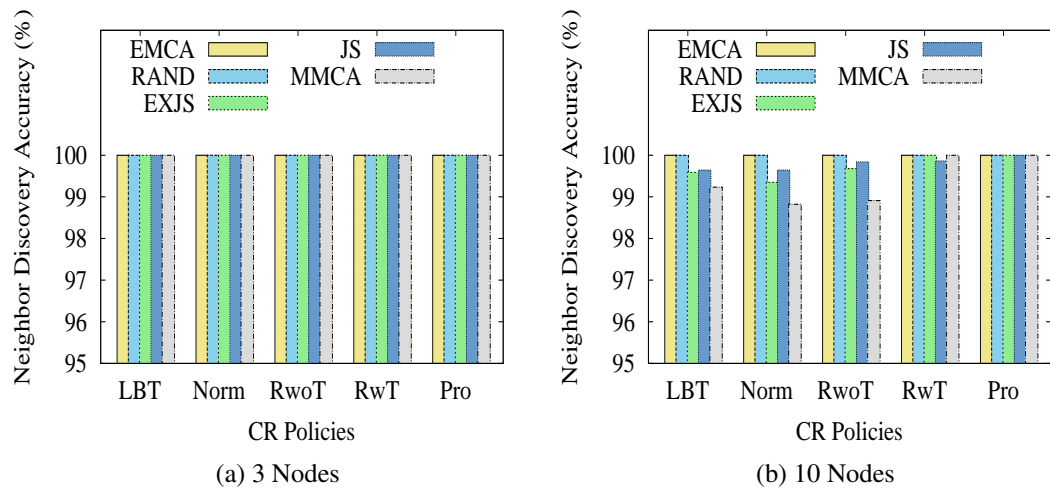 Neighbor Discovery Accuracy (%)
EMCA
JS
RAND
MMCA
EXJS
100
99
98
97
96
95
LBT Norm RwoT RwT Pro
CR Policies
(a) 3 Nodes
Neighbor Discovery Accuracy (%)
EMCA
JS
RAND
MMCA
EXJS
100
99
98
97
96
95
LBT Norm RwoT RwT Pro
CR Policies
(b) 10 Nodes